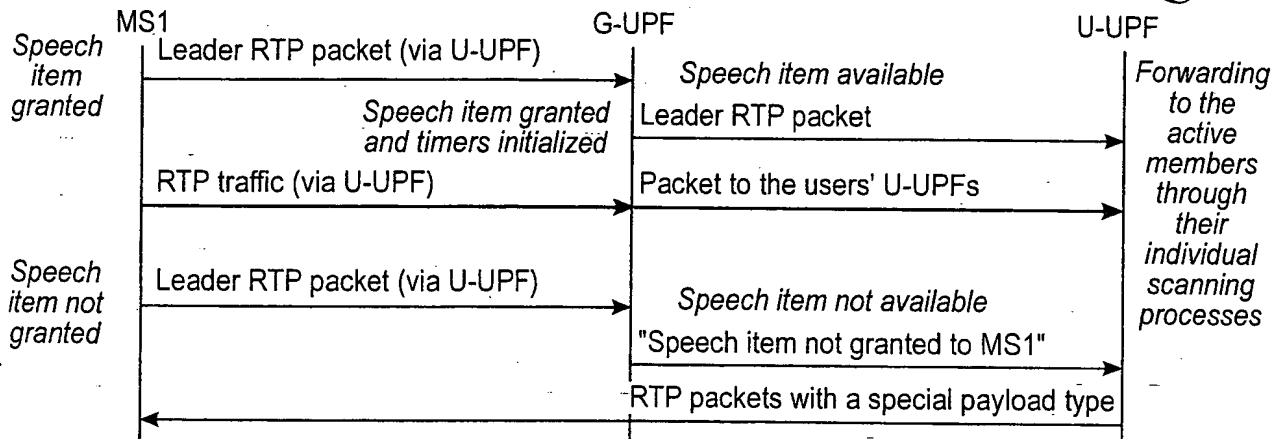 MS1
G-UPF
U-UPF
Speech
item
granted
Leader RTP packet (via U-UPF)
Speech item available
Speech item granted
and timers initialized
Leader RTP packet
RTP traffic (via U-UPF)
Packet to the users' U-UPFs
Forwarding
to the
active
members
through
their
individual
scanning
processes
Speech
item not
granted
Leader RTP packet (via U-UPF)
Speech item not available
"Speech item not granted to MS1"
RTP packets with a special payload type